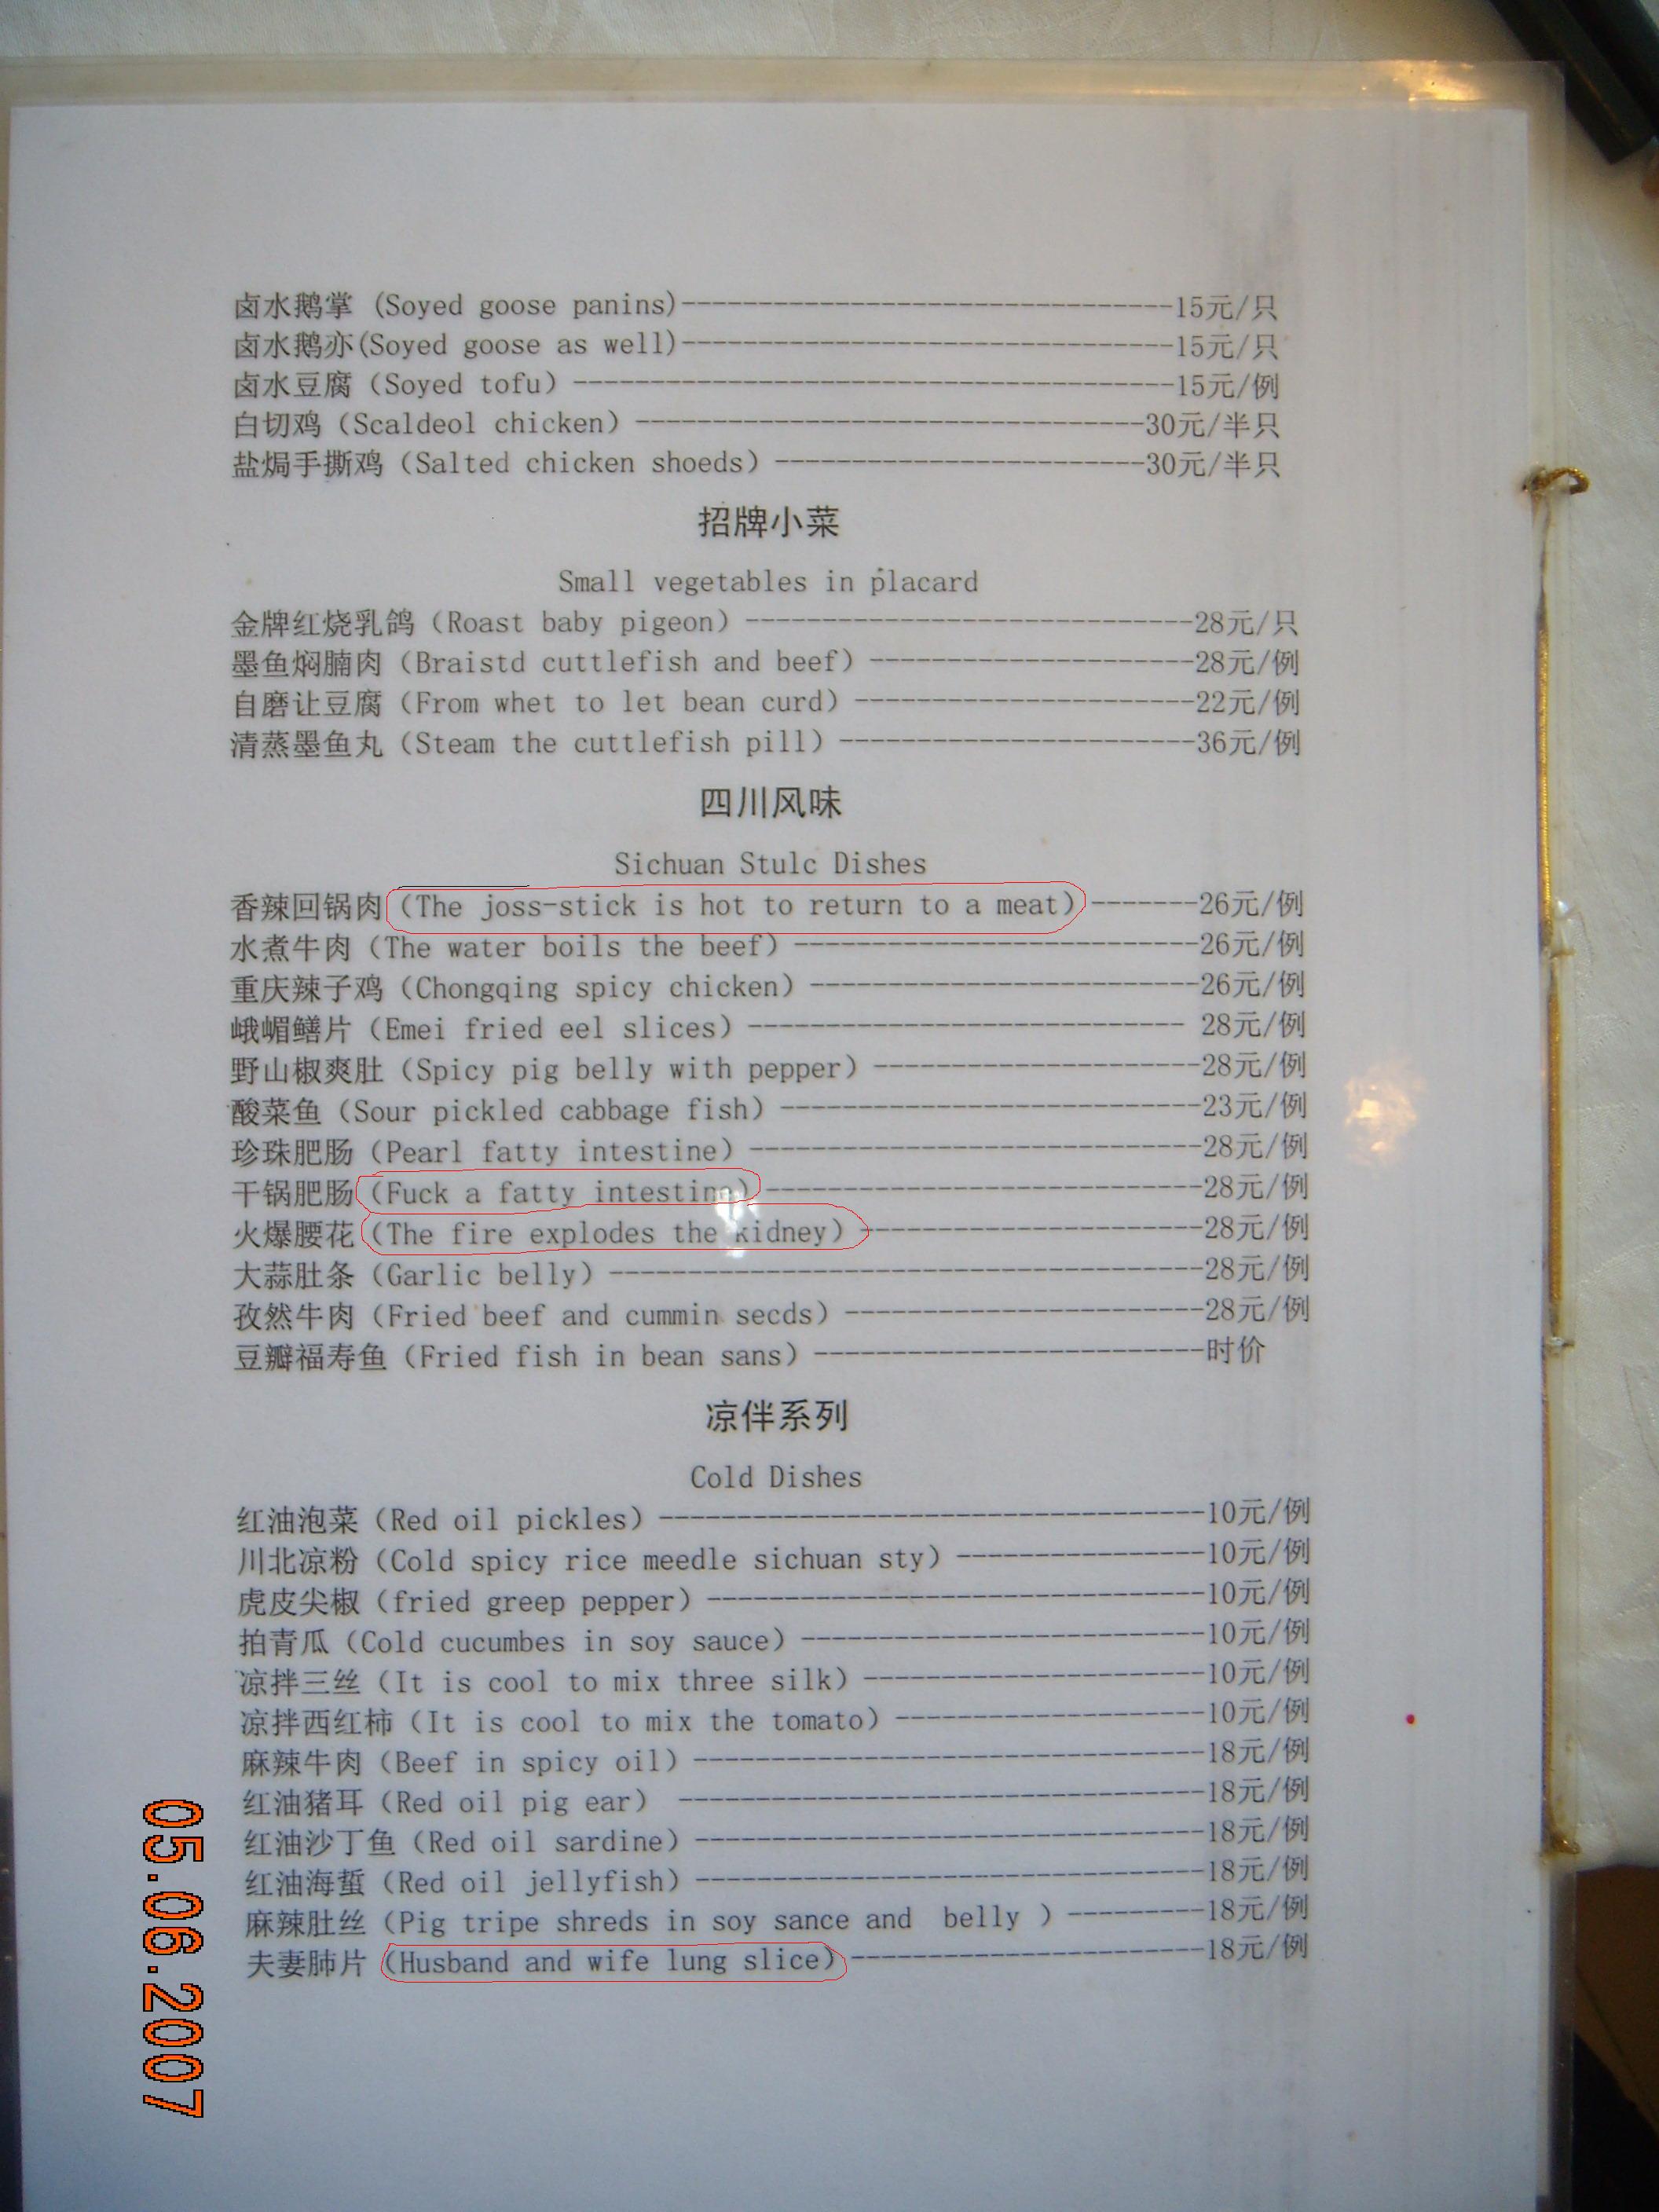 卤水鹅掌 (Soyed goose panins)--------------------------------15元/只
卤水鹅亦(Soyed goose as well)--------------------------------15元/只
卤水豆腐（Soyed tofu）---------------------------------------15元/例
白切鸡（Scaldeol chicken）---------------------------------30元/半只
盐焗手撕鸡（Salted chicken shoeds）------------------------30元/半只
招牌小菜
Small vegetables in placard
金牌红烧乳鸽（Roast baby pigeon）-----------------------------28元/只
墨鱼焖腩肉（Braistd cuttlefish and beef）---------------------28元/例
自磨让豆腐（From whet to let bean curd）----------------------22元/例
清蒸墨鱼丸（Steam the cuttlefish pill）-----------------------36元/例
四川风味
Sichuan Stulc Dishes
香辣回锅肉（The joss-stick is hot to return to a meat）-------26元/例
水煮牛肉（The water boils the beef）--------------------------26元/例
重庆辣子鸡（Chongqing spicy chicken）-------------------------26元/例
峨嵋鳝片（Emei fried eel slices）---------------------------- 28元/例
野山椒爽肚（Spicy pig belly with pepper）---------------------28元/例
酸菜鱼（Sour pickled cabbage fish）---------------------------23元/例
珍珠肥肠（Pearl fatty intestine）-----------------------------28元/例
干锅肥肠（Fuck a fatty intestine）----------------------------28元/例
火爆腰花（The fire explodes the kidney）----------------------28元/例
大蒜肚条（Garlic belly）--------------------------------------28元/例
孜然牛肉（Fried beef and cummin secds）-----------------------28元/例
豆瓣福寿鱼（Fried fish in bean sans）-------------------------时价
凉伴系列
Cold Dishes
红油泡菜（Red oil pickles）-----------------------------------10元/例
川北凉粉（Cold spicy rice meedle sichuan sty）----------------10元/例
虎皮尖椒（fried greep pepper）--------------------------------10元/例
拍青瓜（Cold cucumbes in soy sauce）--------------------------10元/例
凉拌三丝（It is cool to mix three silk）----------------------10元/例
凉拌西红柿（It is cool to mix the tomato）--------------------10元/例
麻辣牛肉（Beef in spicy oil）---------------------------------18元/例
红油猪耳（Red oil pig ear） ----------------------------------18元/例
红油沙丁鱼（Red oil sardine）---------------------------------18元/例
红油海蜇（Red oil jellyfish）---------------------------------18元/例
麻辣肚丝（Pig tripe shreds in soy sance and  belly ）---------18元/例
夫妻肺片（Husband and wife lung slice）-----------------------18元/例
05.06.2007